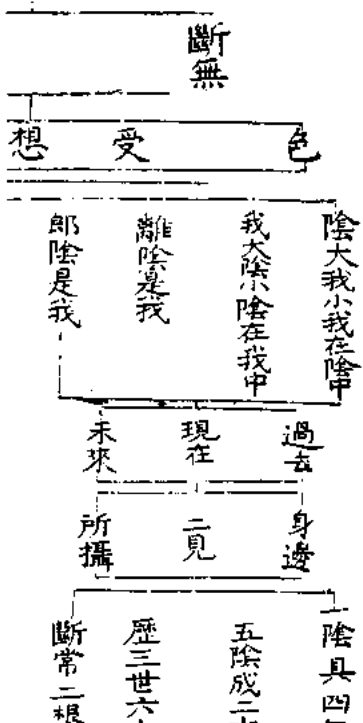 斷無
色
受
想
陰大我小我在陰中
我大陰小陰在我中
離陰是我
即陰是我
過去
現在
未來
身邊
二見
所攝
一陰具四
五陰成二
歷三世六
斷常二根